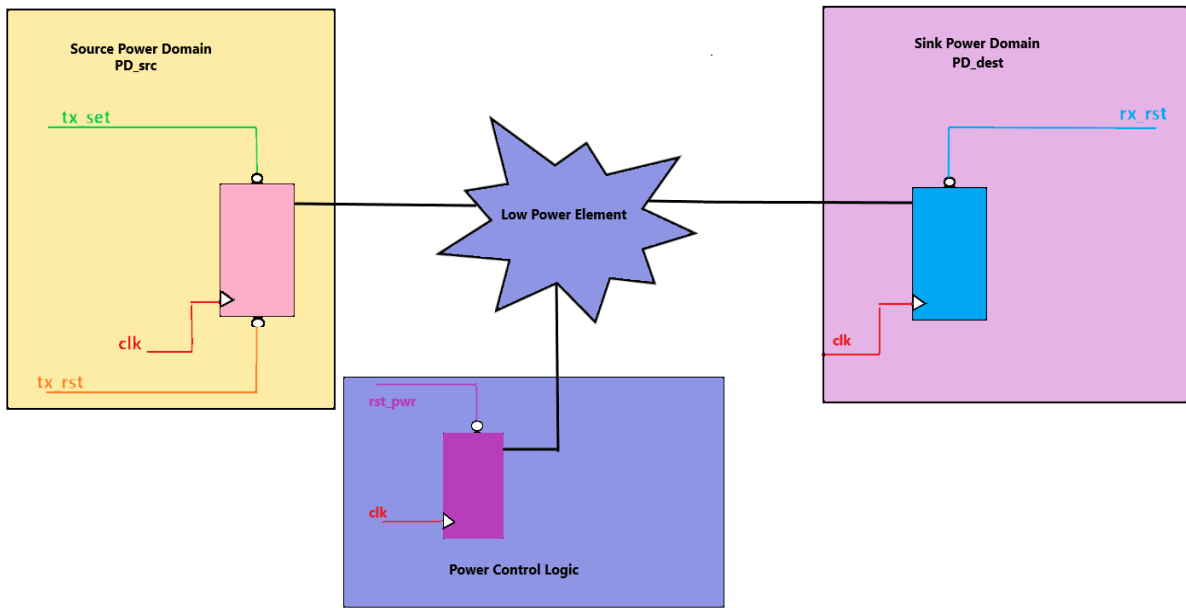 Source Power Domain
PD_src
tx_set
clk
tx_rst
Low Power Element
Sink Power Domain
PD_dest
rx_rst
clk
rst_pwr
clk
Power Control Logic